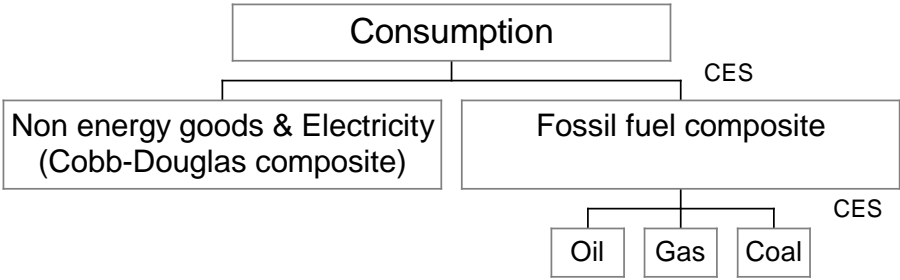 Consumption
CES
Non energy goods & Electricity
(Cobb-Douglas composite)
Fossil fuel composite
CES
Oil
Gas
Coal